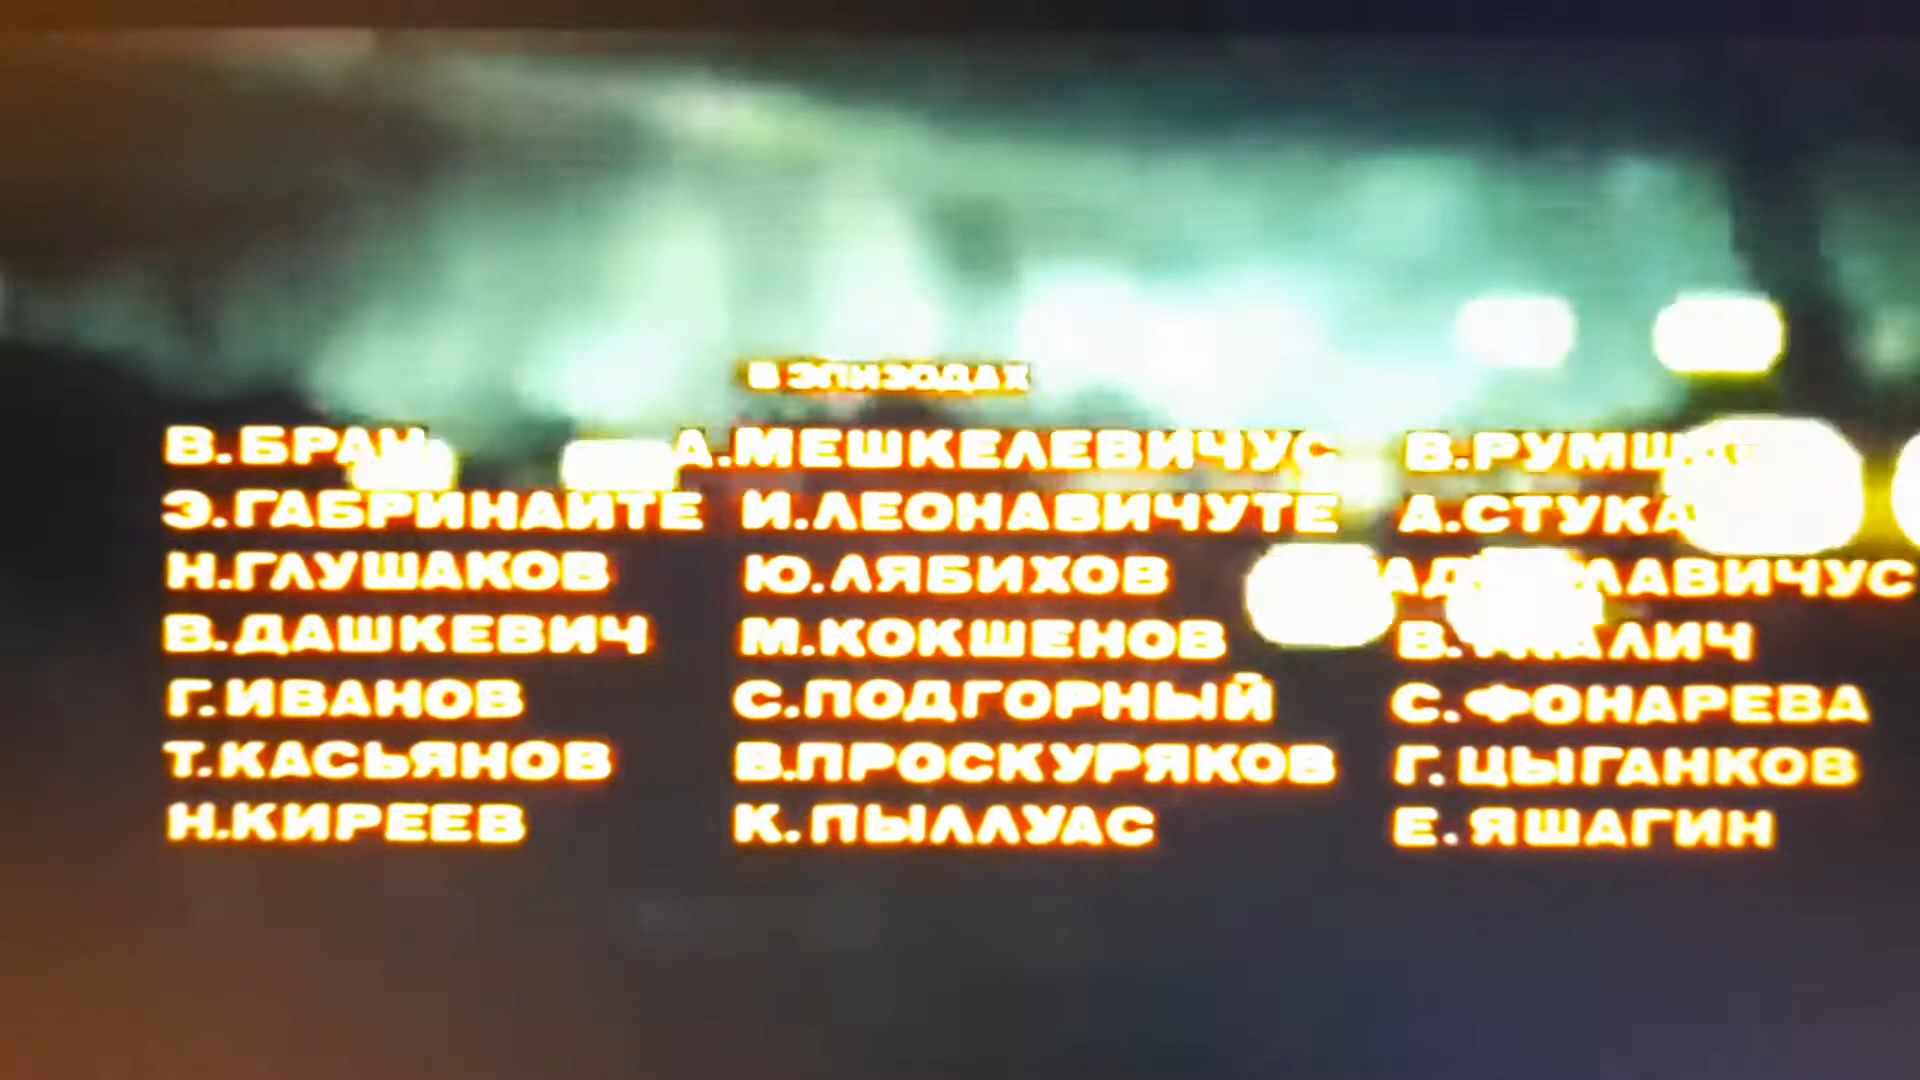 В ЭПИЗОДАХ
Э.ГАБРИНАЙТЕ
Н.ГЛУШАКОВ
В.ДАШКЕВИЧ
Г.ИВАНОВ
Т.КАСЬЯНОВ
Н.КИРЕЕВ
А.МЕШКЕЛЕВИЧУС
И.ЛЕОНАВИЧУТЕ
Ю.ЛЯБИХОВ
М.КОКШЕНОВ
С.ПОДГОРНЫЙ
В.ПРОСКУРЯКОВ
К.ПЫЛЛУАС
С.ФОНАРЕВА
Г.ЦЫГАНКОВ
Е.ЯШАГИН